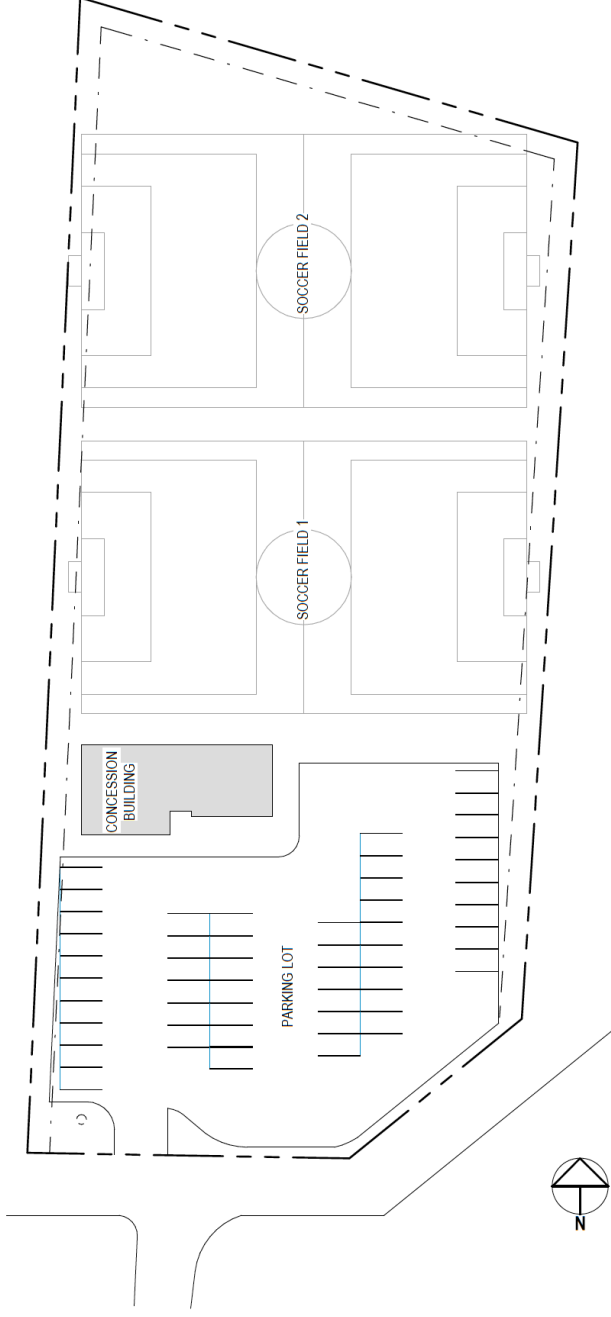 SOCCER FIELD 2
SOCCER FIELD 1
CONCESSION
BUILDING
PARKING LOT
N